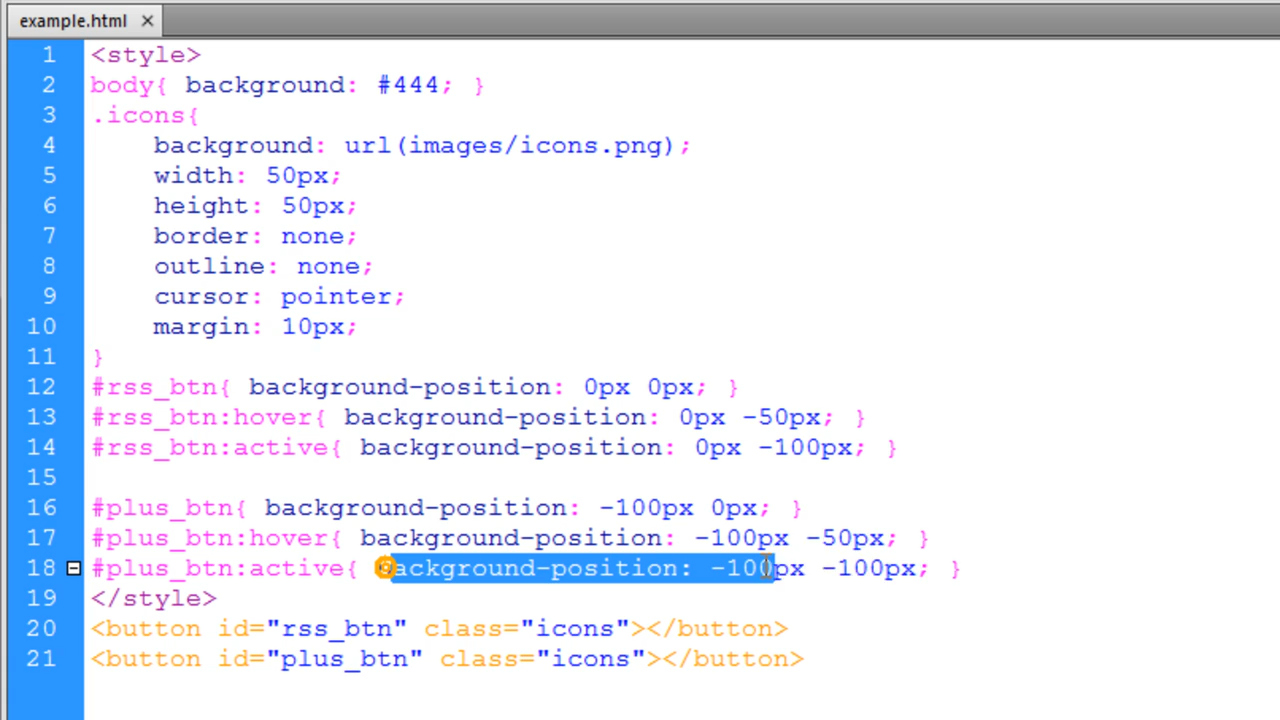 example.html ×
1 <style>
2 body{ background: #444; }
3 .icons{
4 background: url(images/icons.png);
5 width: 50px;
6 height: 50px;
7 border: none;
8 outline: none;
9 cursor: pointer;
10 margin: 10px;
11 }
12 #rss_btn{ background-position: 0px 0px; }
13 #rss_btn:hover{ background-position: 0px -50px; }
14 #rss_btn:active{ background-position: 0px -100px; }
15
16 #plus_btn{ background-position: -100px 0px; }
17 #plus_btn:hover{ background-position: -100px -50px; }
18 #plus_btn:active{ background-position: -100px -100px; }
19 </style>
20 <button id="rss_btn" class="icons"></button>
21 <button id="plus_btn" class="icons"></button>